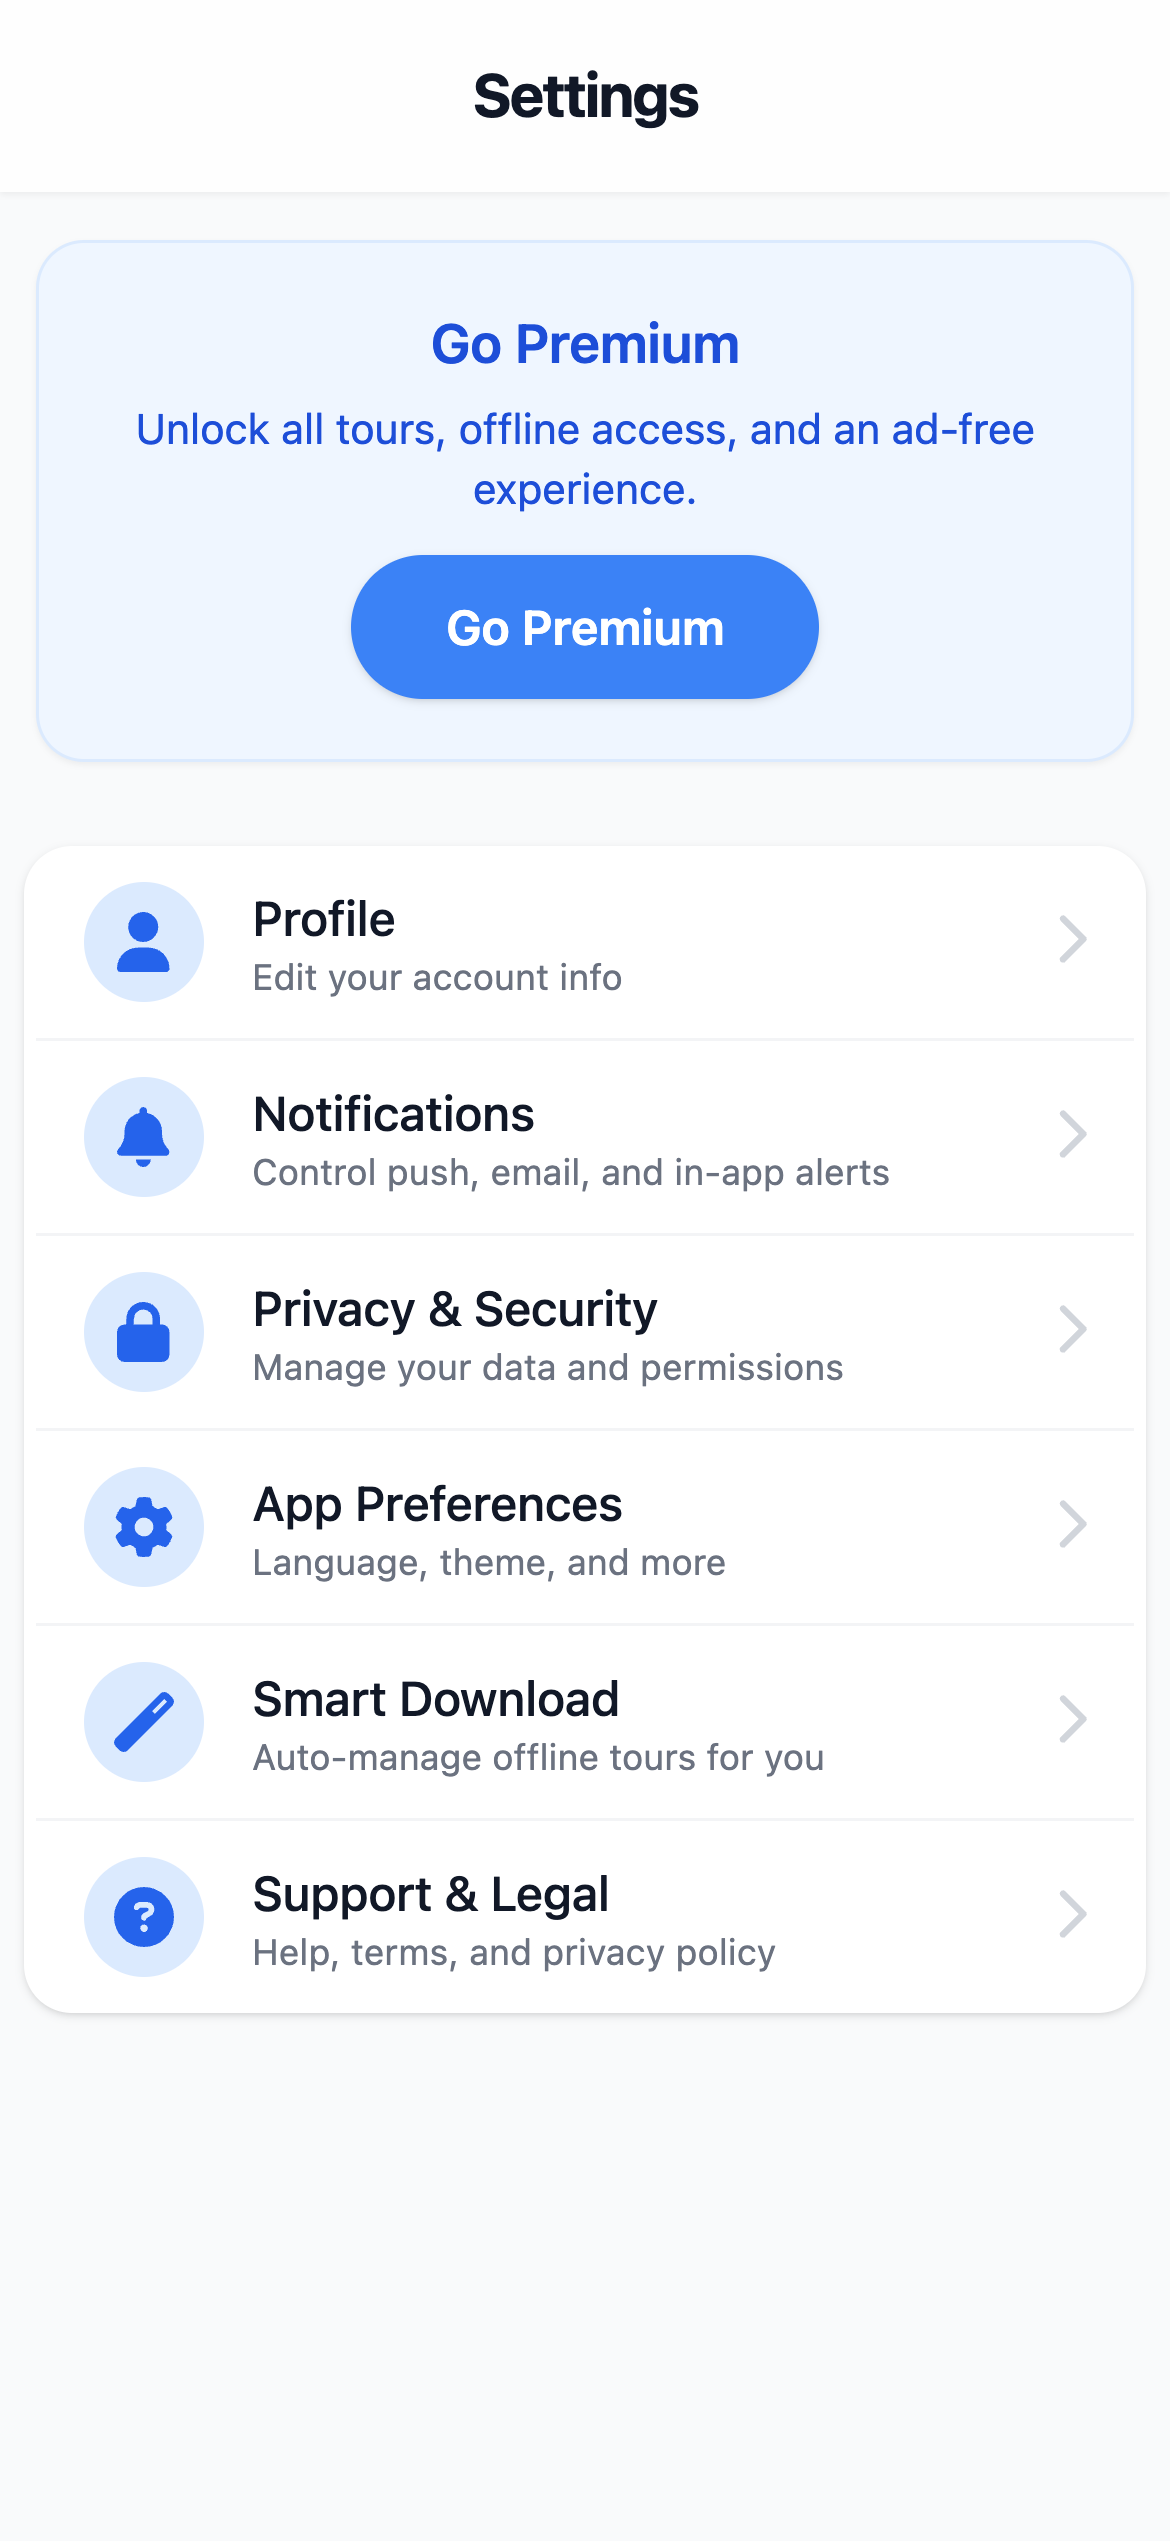 Settings
Go Premium
Unlock all tours, offline access, and an ad-free
experience.
Go Premium
Profile
Edit your account info
Notifications
Control push, email, and in-app alerts
Privacy & Security
Manage your data and permissions
App Preferences
Language, theme, and more
Smart Download
Auto-manage offline tours for you
?
Support & Legal
Help, terms, and privacy policy